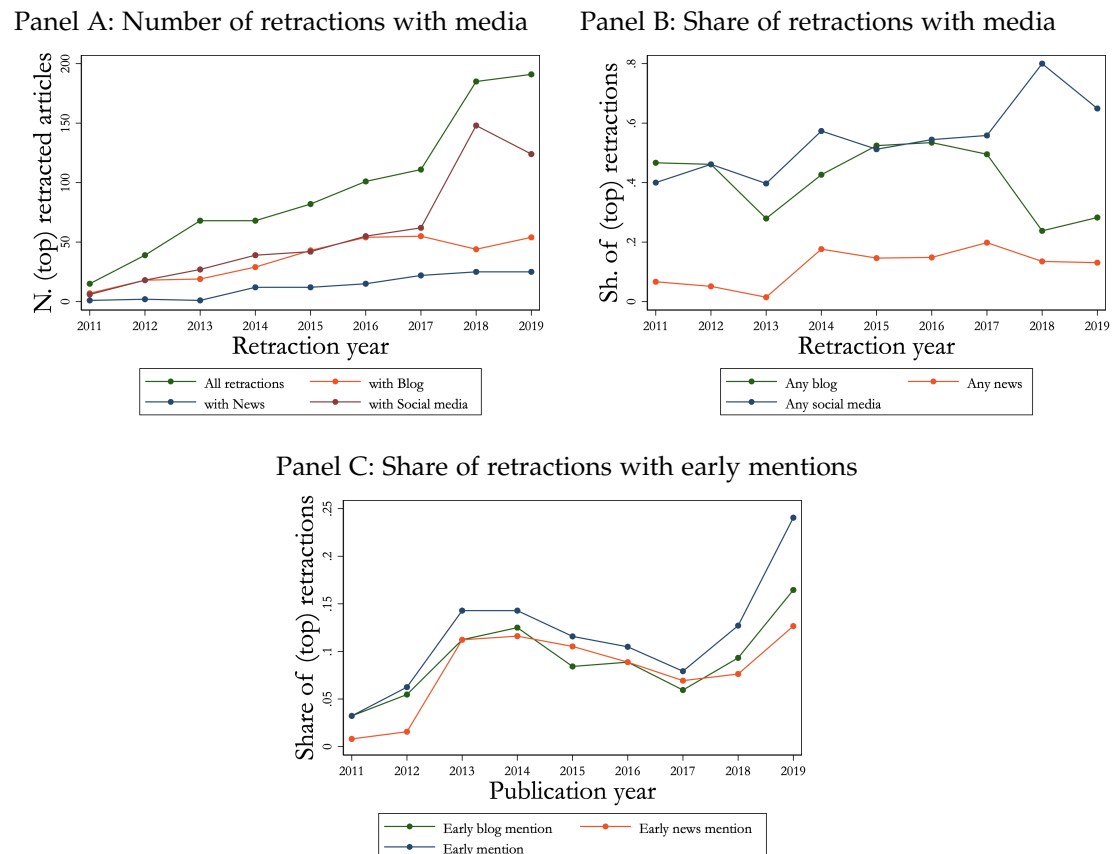 Panel A: Number of retractions with media
N. (top) retracted articles
200
150
100
50
0
2011 2012 2013 2014 2015 2016 2017 2018 2019
Retraction year
All retractions with Blog
with News with Social media
Panel B: Share of retractions with media
Sh. of (top) retractions
.8
.6
.4
.2
0
2011 2012 2013 2014 2015 2016 2017 2018 2019
Retraction year
Any blog Any news
Any social media
Panel C: Share of retractions with early mentions
Share of (top) retractions
.25
.2
.15
.1
.05
0
2011 2012 2013 2014 2015 2016 2017 2018 2019
Publication year
Early blog mention Early news mention
Early mention